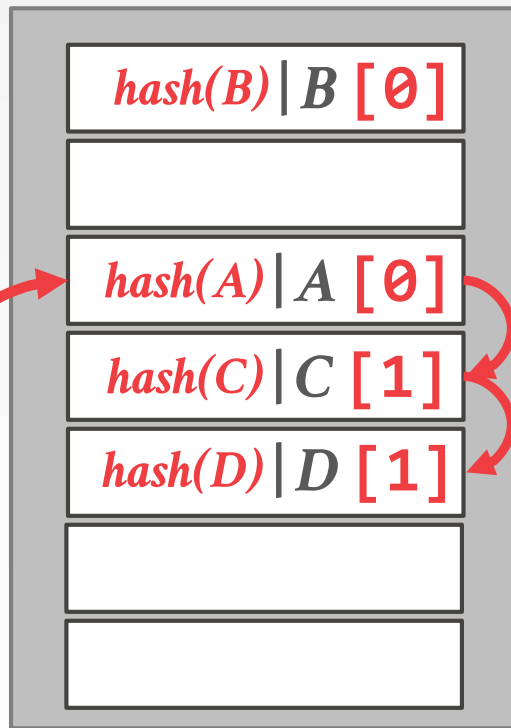 hash(B) | B [0]
hash(A) | A [0]
hash(C) | C [1]
hash(D) | D [1]